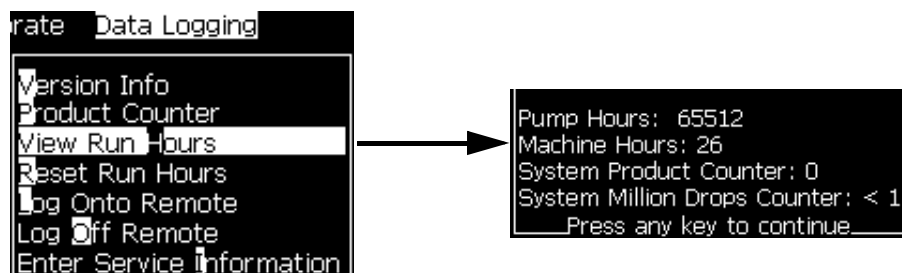 rate Data Logging
Version Info
Product Counter
View Run Hours
Reset Run Hours
Log Onto Remote
Log Off Remote
Enter Service Information
Pump Hours: 65512
Machine Hours: 26
System Product Counter: 0
System Million Drops Counter: < 1
Press any key to continue